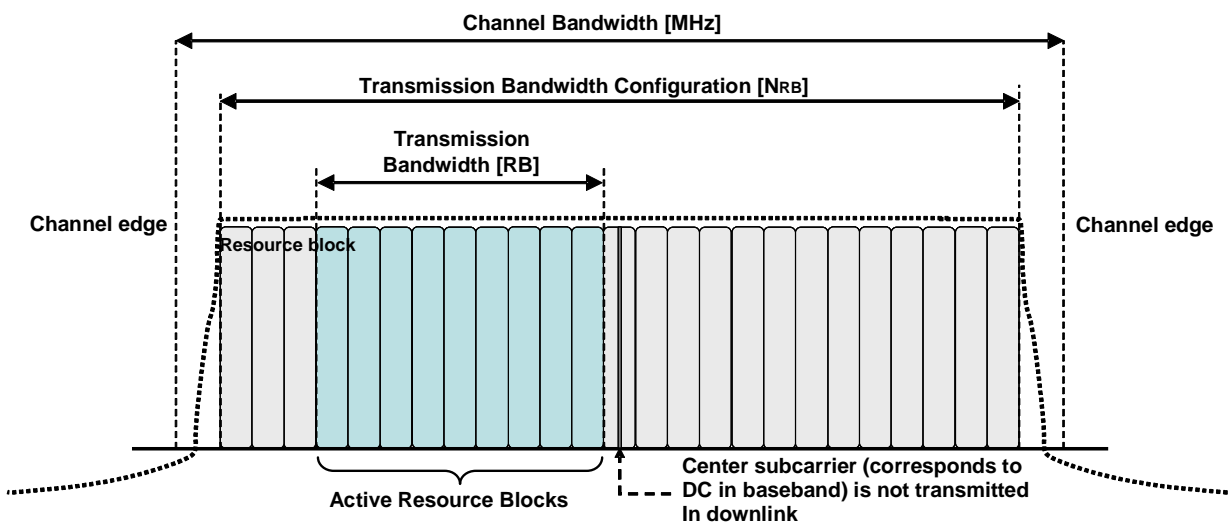 Channel Bandwidth [MHz]
Transmission Bandwidth Configuration [NRB]
Transmission
Bandwidth [RB]
Channel edge
Channel edge
Resource block
Active Resource Blocks
Center subcarrier (corresponds to
DC in baseband) is not transmitted
In downlink